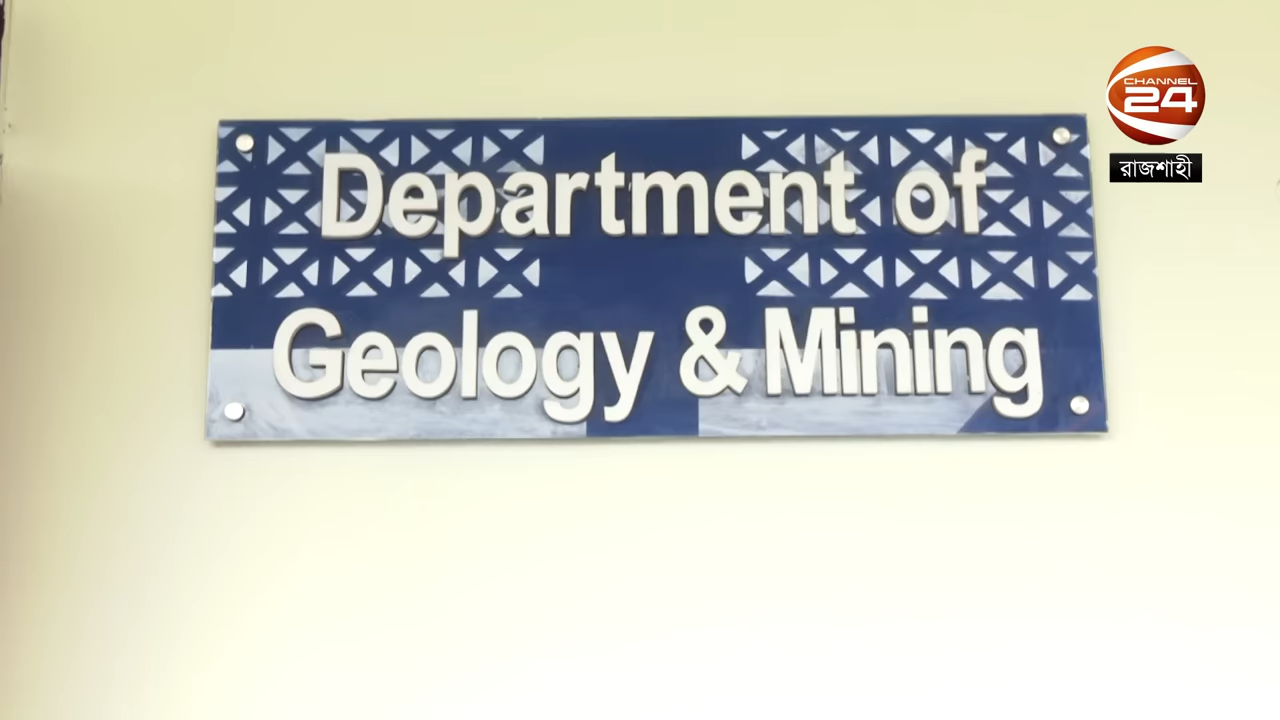 CHANNEL
24
রাজশাহী
Department of
Geology & Mining